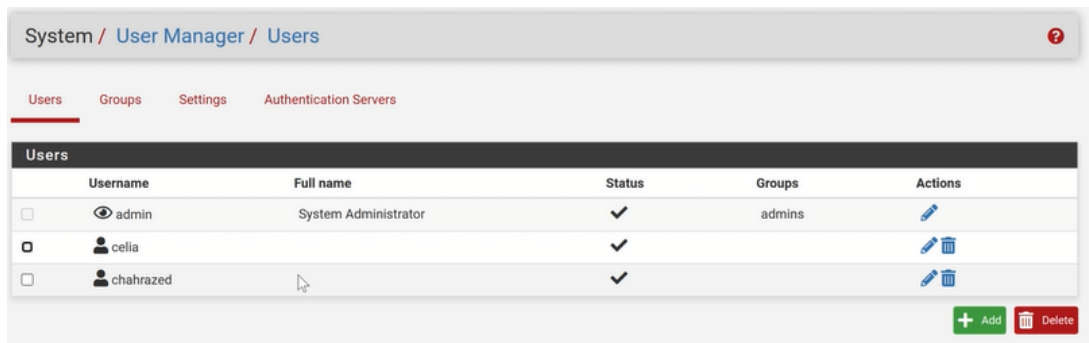 System / User Manager / Users
Users Groups Settings Authentication Servers
Users
Username Full name Status Groups Actions
admin System Administrator admins
celia
chahrazed
Add Delete